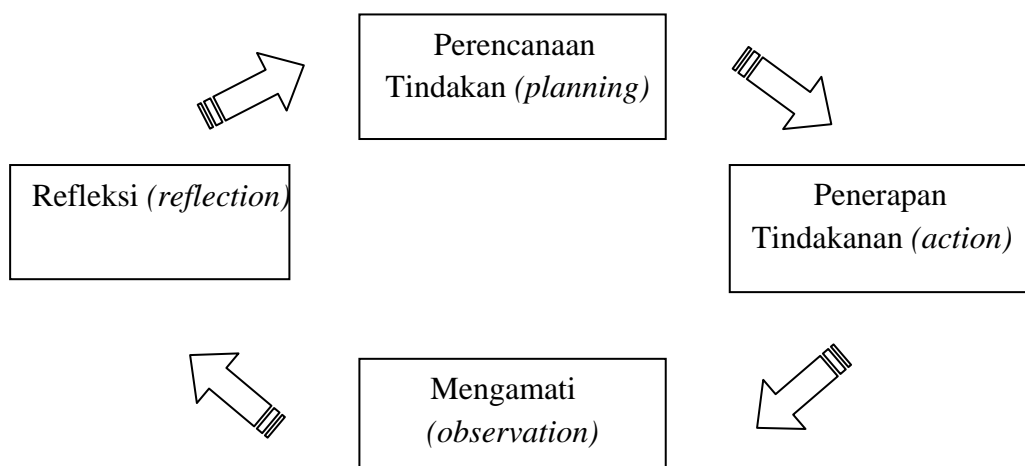 Perencanaan
Tindakan (planning)
Refleksi (reflection)
Penerapan
Tindakanan (action)
Mengamati
(observation)